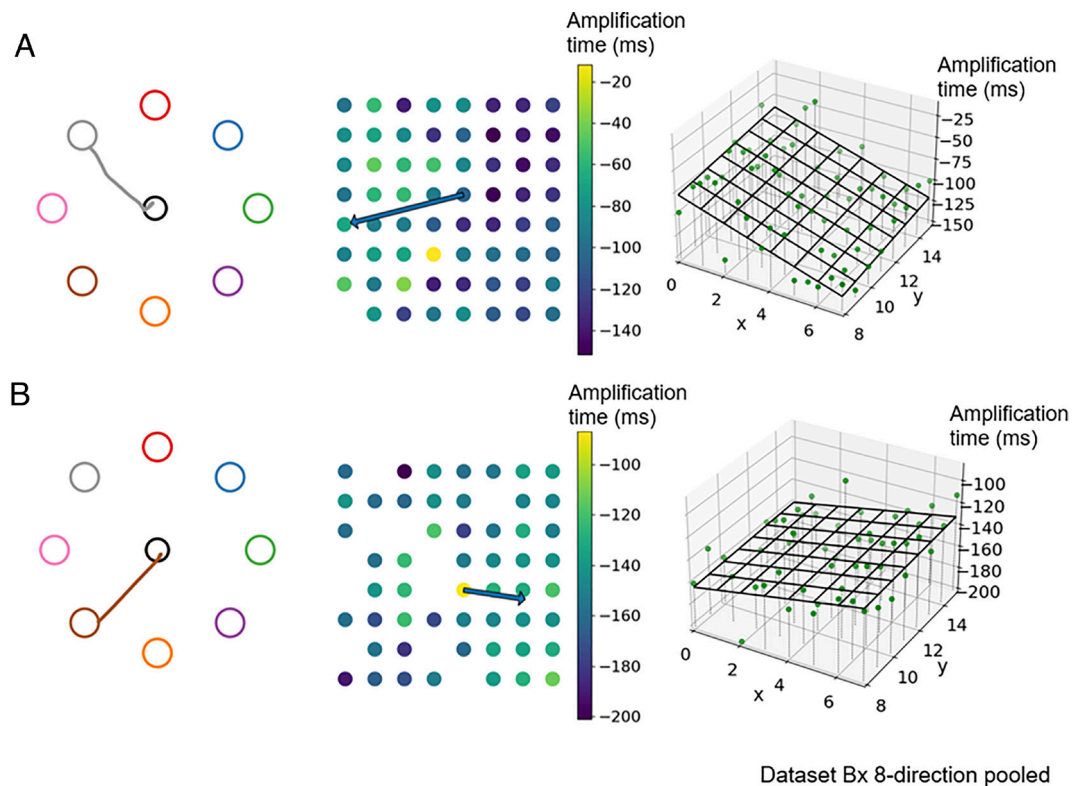 A
Amplification
time (ms)
−20
−40
−60
−80
−100
−120
−140
Amplification
time (ms)
−25
−50
−75
−100
−125
−150
0
2
4
6
x
8
10
12
14
y
B
Amplification
time (ms)
−100
−120
−140
−160
−180
−200
Amplification
time (ms)
−100
−120
−140
−160
−180
−200
0
2
4
6
x
8
10
12
14
y
Dataset Bx 8-direction pooled